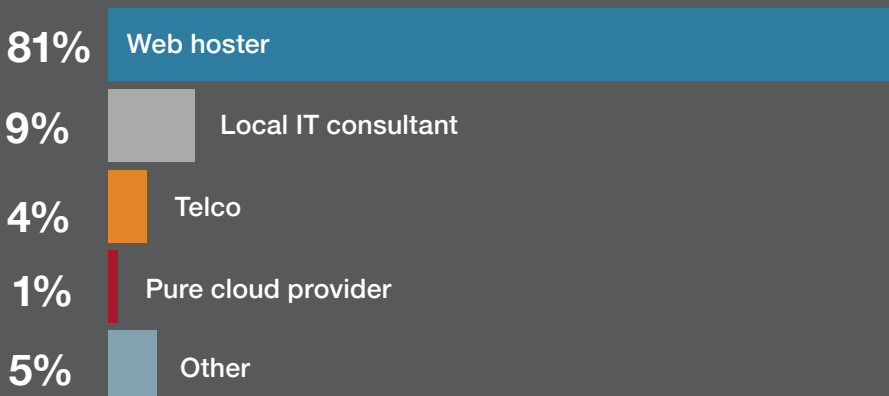 81% Web hoster
9% Local IT consultant
4% Telco
1% Pure cloud provider
5% Other